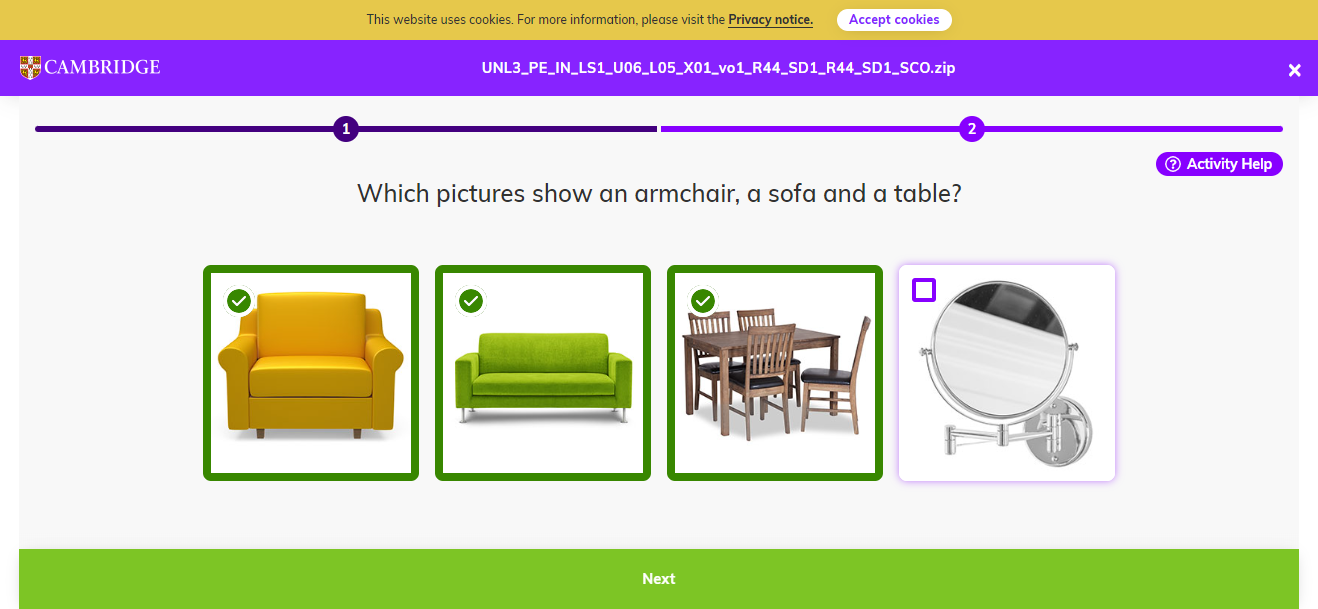 This website uses cookies. For more information, please visit the Privacy notice. Accept cookies
CAMBRIDGE UNL3_PE_IN_LS1_U06_L05_X01_vo1_R44_SD1_R44_SD1_SCO.zip
1 2
Activity Help
Which pictures show an armchair, a sofa and a table?
Next